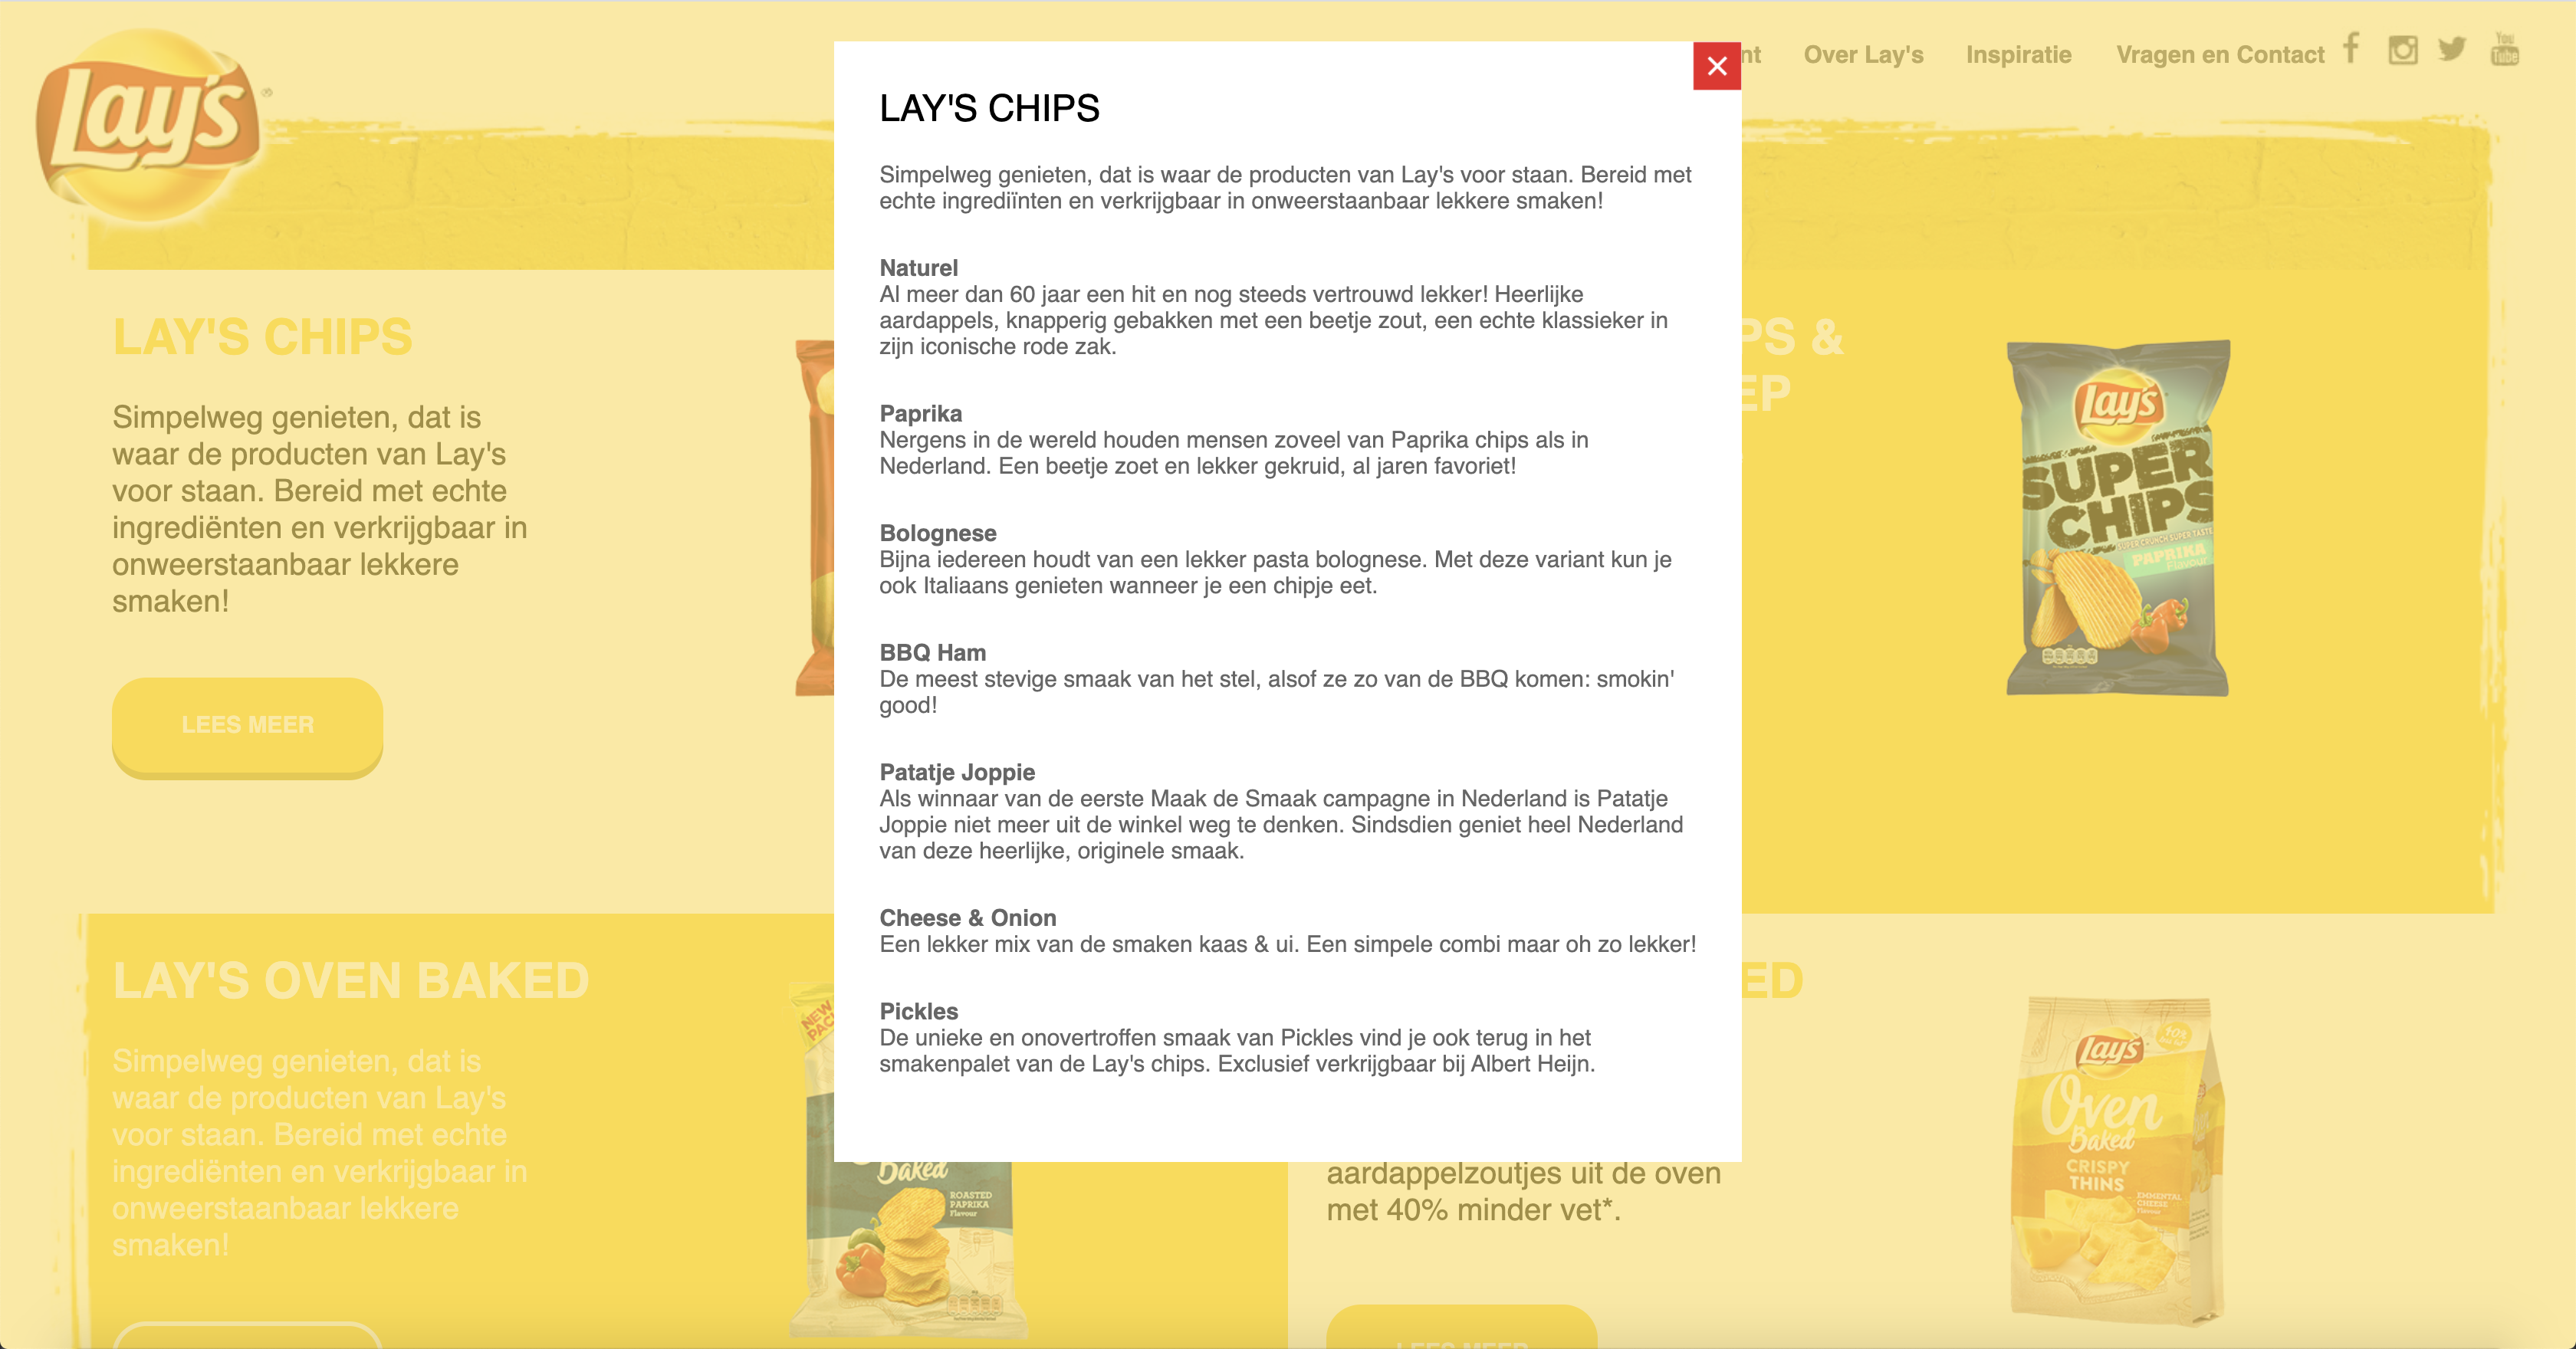 Lay's
nt Over Lay's Inspiratie Vragen en Contact
You
Tube
LAY'S CHIPS
Simpelweg genieten, dat is waar de producten van Lay's voor staan. Bereid met
echte ingrediïnten en verkrijgbaar in onweerstaanbaar lekkere smaken!
Naturel
Al meer dan 60 jaar een hit en nog steeds vertrouwd lekker! Heerlijke
aardappels, knapperig gebakken met een beetje zout, een echte klassieker in
zijn iconische rode zak.
Paprika
Nergens in de wereld houden mensen zoveel van Paprika chips als in
Nederland. Een beetje zoet en lekker gekruid, al jaren favoriet!
Bolognese
Bijna iedereen houdt van een lekker pasta bolognese. Met deze variant kun je
ook Italiaans genieten wanneer je een chipje eet.
BBQ Ham
De meest stevige smaak van het stel, alsof ze zo van de BBQ komen: smokin'
good!
Patatje Joppie
Als winnaar van de eerste Maak de Smaak campagne in Nederland is Patatje
Joppie niet meer uit de winkel weg te denken. Sindsdien geniet heel Nederland
van deze heerlijke, originele smaak.
Cheese & Onion
Een lekker mix van de smaken kaas & ui. Een simpele combi maar oh zo lekker!
Pickles
De unieke en onovertroffen smaak van Pickles vind je ook terug in het
smakenpalet van de Lay's chips. Exclusief verkrijgbaar bij Albert Heijn.
LAY'S CHIPS
Simpelweg genieten, dat is
waar de producten van Lay's
voor staan. Bereid met echte
ingrediënten en verkrijgbaar in
onweerstaanbaar lekkere
smaken!
LEES MEER
PS &
EP
Lay's
SUPER
CHIPS
SUPER CRUNCH SUPER TASTE
PAPRIKA
Flavour
LAY'S OVEN BAKED
Simpelweg genieten, dat is
waar de producten van Lay's
voor staan. Bereid met echte
ingrediënten en verkrijgbaar in
onweerstaanbaar lekkere
smaken!
NEW
Baked
ROASTED
PAPRIKA
Flavour
ED
aardappelzoutjes uit de oven
met 40% minder vet*.
LEES MEER
Lay's
40%
Oven
Baked
CRISPY
THINS
EMMENTAL
CHEESE
Flavour